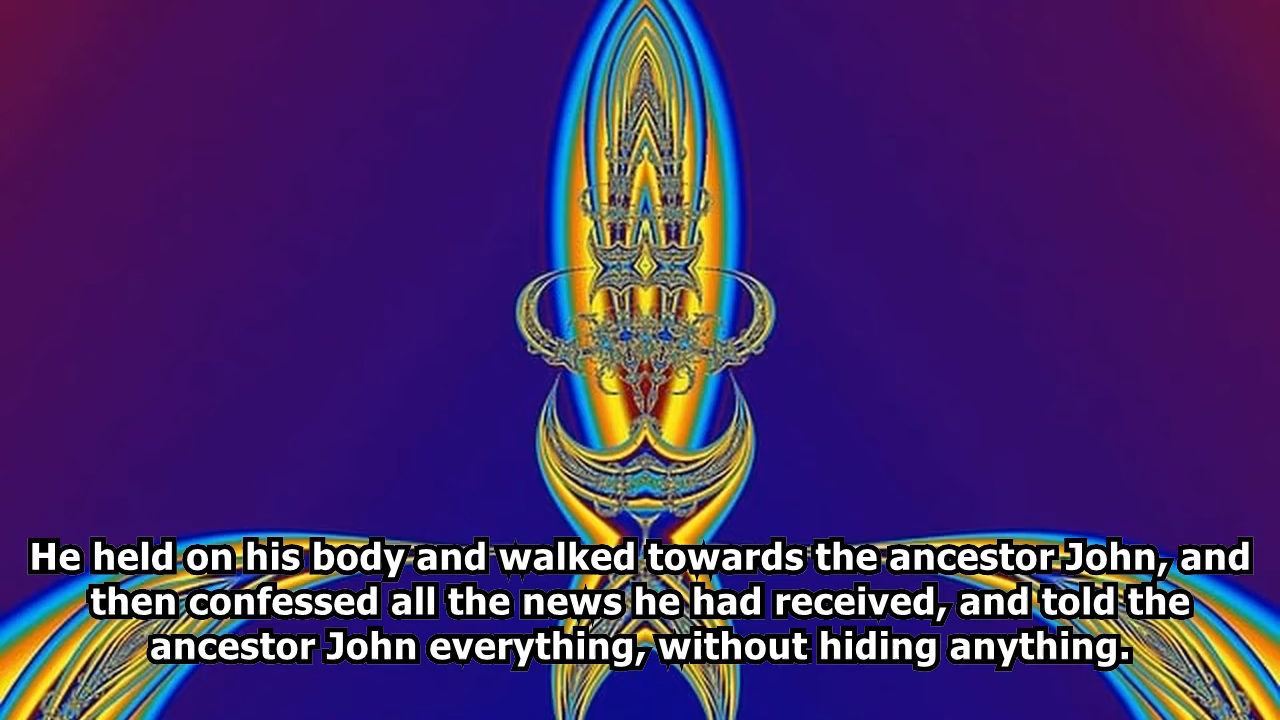 He held on his body and walked towards the ancestor John, and
then confessed all the news he had received, and told the
ancestor John everything, without hiding anything.